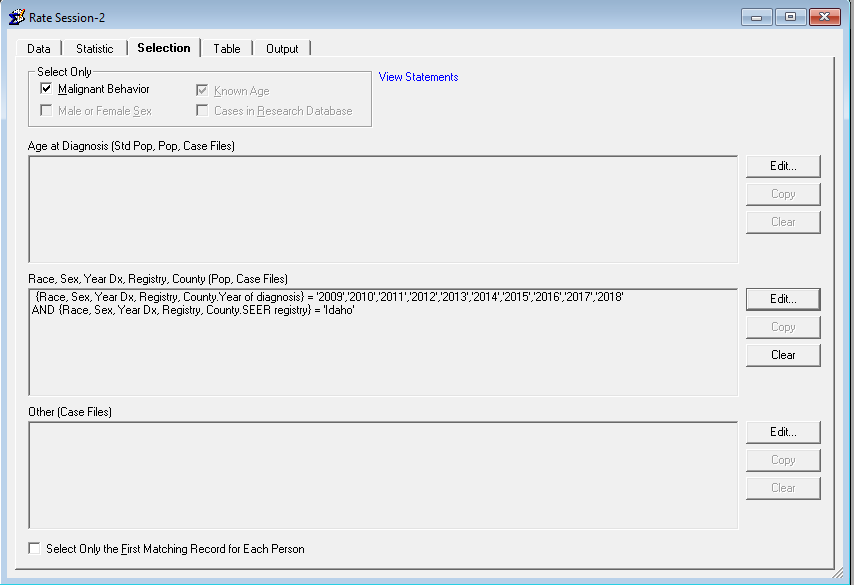 Rate Session-2
Data Statistic Selection Table Output
Select Only
Malignant Behavior Known Age
Male or Female Sex Cases in Research Database
View Statements
Age at Diagnosis (Std Pop, Pop, Case Files)
Edit...
Copy
Clear
Race, Sex, Year Dx, Registry, County (Pop, Case Files)
{Race, Sex, Year Dx, Registry, County.Year of diagnosis} = '2009','2010','2011','2012','2013','2014','2015','2016','2017','2018'
AND {Race, Sex, Year Dx, Registry, County.SEER registry} = 'Idaho'
Edit...
Copy
Clear
Other (Case Files)
Edit...
Copy
Clear
Select Only the First Matching Record for Each Person